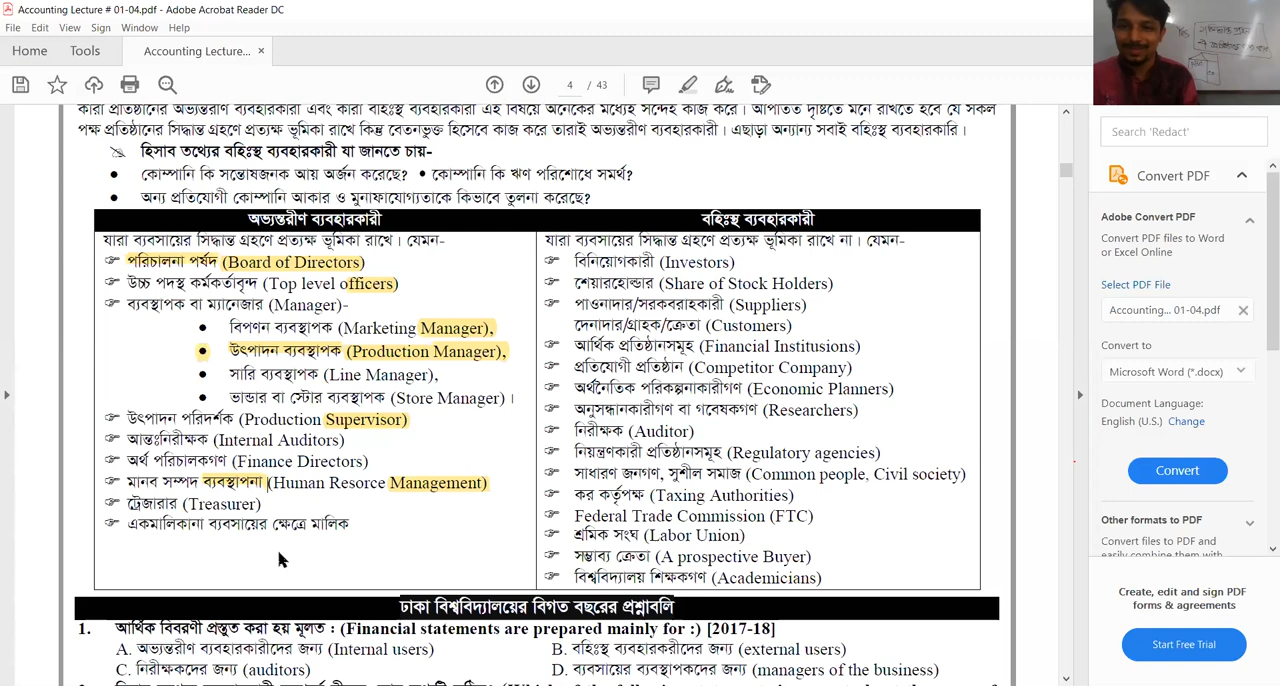 Accounting Lecture # 01-04.pdf - Adobe Acrobat Reader DC
File Edit View Sign Window Help
Home Tools Accounting Lecture... ×
4 / 43
কারা প্রতিষ্ঠানের অভ্যন্তরীণ ব্যবহারকারী এবং কারা বহিঃস্থ ব্যবহারকারী এই বিষয়ে অনেকের মধ্যেই সন্দেহ কাজ করে। আপাতত দৃষ্টিতে মনে রাখতে হবে যে সকল
পক্ষ প্রতিষ্ঠানের সিদ্ধান্ত গ্রহণে প্রত্যক্ষ ভূমিকা রাখে কিন্তু বেতনভুক্ত হিসেবে কাজ করে তারাই অভ্যন্তরীণ ব্যবহারকারী। এছাড়া অন্যান্য সবাই বহিঃস্থ ব্যবহারকারি।
হিসাব তথ্যের বহিঃস্থ ব্যবহারকারী যা জানতে চায়-
• কোম্পানি কি সন্তোষজনক আয় অর্জন করেছে? • কোম্পানি কি ঋণ পরিশোধে সমর্থ?
• অন্য প্রতিযোগী কোম্পানি আকার ও মুনাফাযোগ্যতাকে কিভাবে তুলনা করেছে?
অভ্যন্তরীণ ব্যবহারকারী
যারা ব্যবসায়ের সিদ্ধান্ত গ্রহণে প্রত্যক্ষ ভূমিকা রাখে। যেমন-
☞ পরিচালনা পর্ষদ (Board of Directors)
☞ উচ্চ পদস্থ কর্মকর্তাবৃন্দ (Top level officers)
☞ ব্যবস্থাপক বা ম্যানেজার (Manager)-
• বিপণন ব্যবস্থাপক (Marketing Manager),
• উৎপাদন ব্যবস্থাপক (Production Manager),
• সারি ব্যবস্থাপক (Line Manager),
• ভান্ডার বা স্টোর ব্যবস্থাপক (Store Manager)।
☞ উৎপাদন পরিদর্শক (Production Supervisor)
☞ আন্তঃনিরীক্ষক (Internal Auditors)
☞ অর্থ পরিচালকগণ (Finance Directors)
☞ মানব সম্পদ ব্যবস্থাপনা (Human Resorce Management)
☞ ট্রেজারার (Treasurer)
☞ একমালিকানা ব্যবসায়ের ক্ষেত্রে মালিক
বহিঃস্থ ব্যবহারকারী
যারা ব্যবসায়ের সিদ্ধান্ত গ্রহণে প্রত্যক্ষ ভূমিকা রাখে না। যেমন-
☞ বিনিয়োগকারী (Investors)
☞ শেয়ারহোল্ডার (Share of Stock Holders)
☞ পাওনাদার/সরকবরাহকারী (Suppliers)
দেনাদার/গ্রাহক/ক্রেতা (Customers)
☞ আর্থিক প্রতিষ্ঠানসমূহ (Financial Institusions)
☞ প্রতিযোগী প্রতিষ্ঠান (Competitor Company)
☞ অর্থনৈতিক পরিকল্পনাকারীগণ (Economic Planners)
☞ অনুসন্ধানকারীগণ বা গবেষকগণ (Researchers)
☞ নিরীক্ষক (Auditor)
☞ নিয়ন্ত্রণকারী প্রতিষ্ঠানসমূহ (Regulatory agencies)
☞ সাধারণ জনগণ, সুশীল সমাজ (Common people, Civil society)
☞ কর কর্তৃপক্ষ (Taxing Authorities)
☞ Federal Trade Commission (FTC)
☞ শ্রমিক সংঘ (Labor Union)
☞ সম্ভাব্য ক্রেতা (A prospective Buyer)
☞ বিশ্ববিদ্যালয় শিক্ষকগণ (Academicians)
ঢাকা বিশ্ববিদ্যালয়ের বিগত বছরের প্রশ্নাবলি
1. আর্থিক বিবরণী প্রস্তুত করা হয় মূলত : (Financial statements are prepared mainly for :) [2017-18]
A. অভ্যন্তরীণ ব্যবহারকারীদের জন্য (Internal users) B. বহিঃস্থ ব্যবহারকরীদের জন্য (external users)
C. নিরীক্ষকদের জন্য (auditors) D. ব্যবসায়ের ব্যবস্থাপকদের জন্য (managers of the business)
Search 'Redact'
Convert PDF
Adobe Convert PDF
Convert PDF files to Word
or Excel Online
Select PDF File
Accounting... 01-04.pdf ×
Convert to
Microsoft Word (*.docx)
Document Language:
English (U.S.) Change
Convert
Other formats to PDF
Convert files to PDF and
easily combine them with
Create, edit and sign PDF
forms & agreements
Start Free Trial